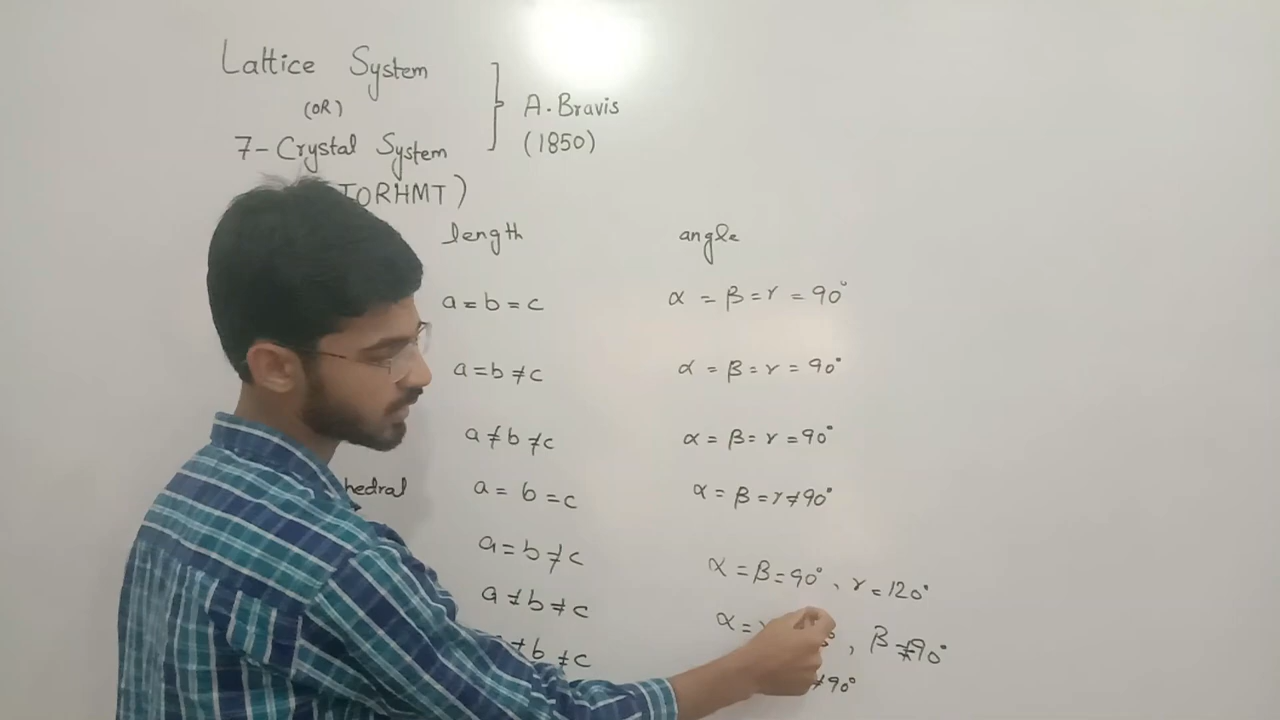 Lattice System
(OR)
7-Crystal System
A. Bravis
(1850)
TORHMT)
length angle
a = b = c α = β = γ = 90°
a = b ≠ c α = β = γ = 90°
a ≠ b ≠ c α = β = γ = 90°
hedral a = b = c α = β = γ ≠ 90°
a = b ≠ c α = β = 90°, γ = 120°
a ≠ b ≠ c α = , β ≠ 90°
≠ b ≠ c ≠ 90°